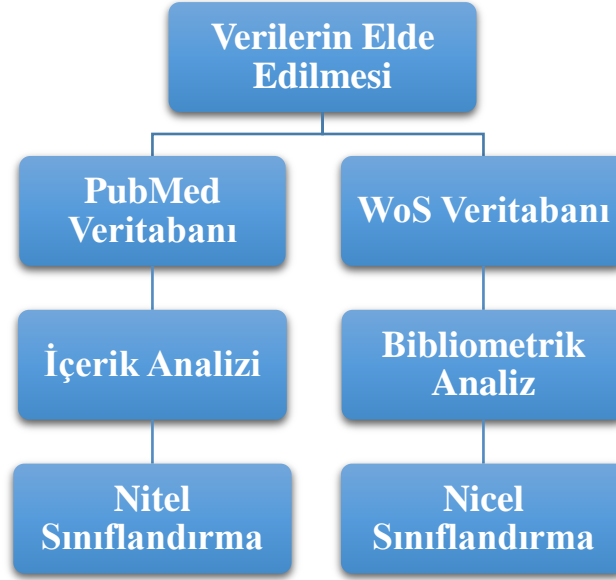 Verilerin Elde
Edilmesi
PubMed
Veritabanı
WoS Veritabanı
İçerik Analizi
Bibliometrik
Analiz
Nitel
Sınıflandırma
Nicel
Sınıflandırma